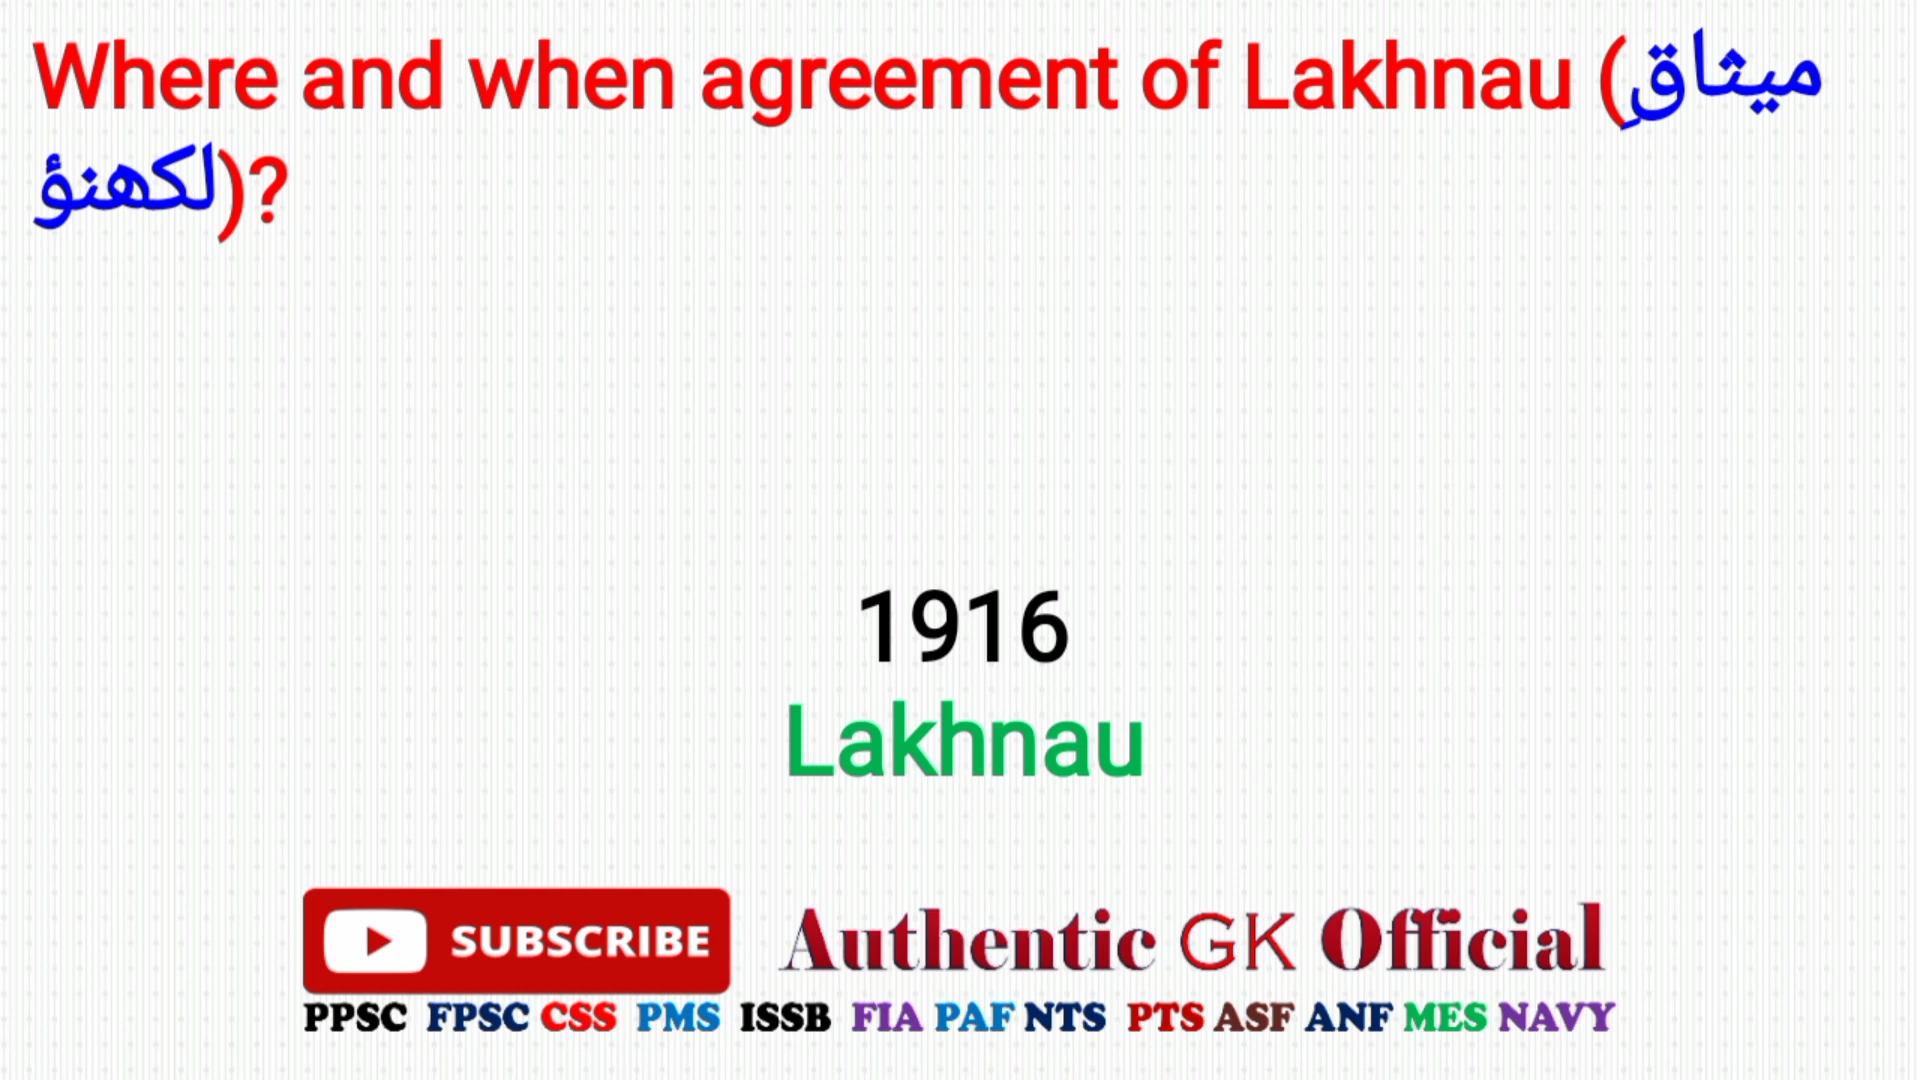 Where and when agreement of Lakhnau (میثاقِ
لکھنؤ)?
1916
Lakhnau
SUBSCRIBE Authentic GK Official
PPSC FPSC CSS PMS ISSB FIA PAF NTS PTS ASF ANF MES NAVY